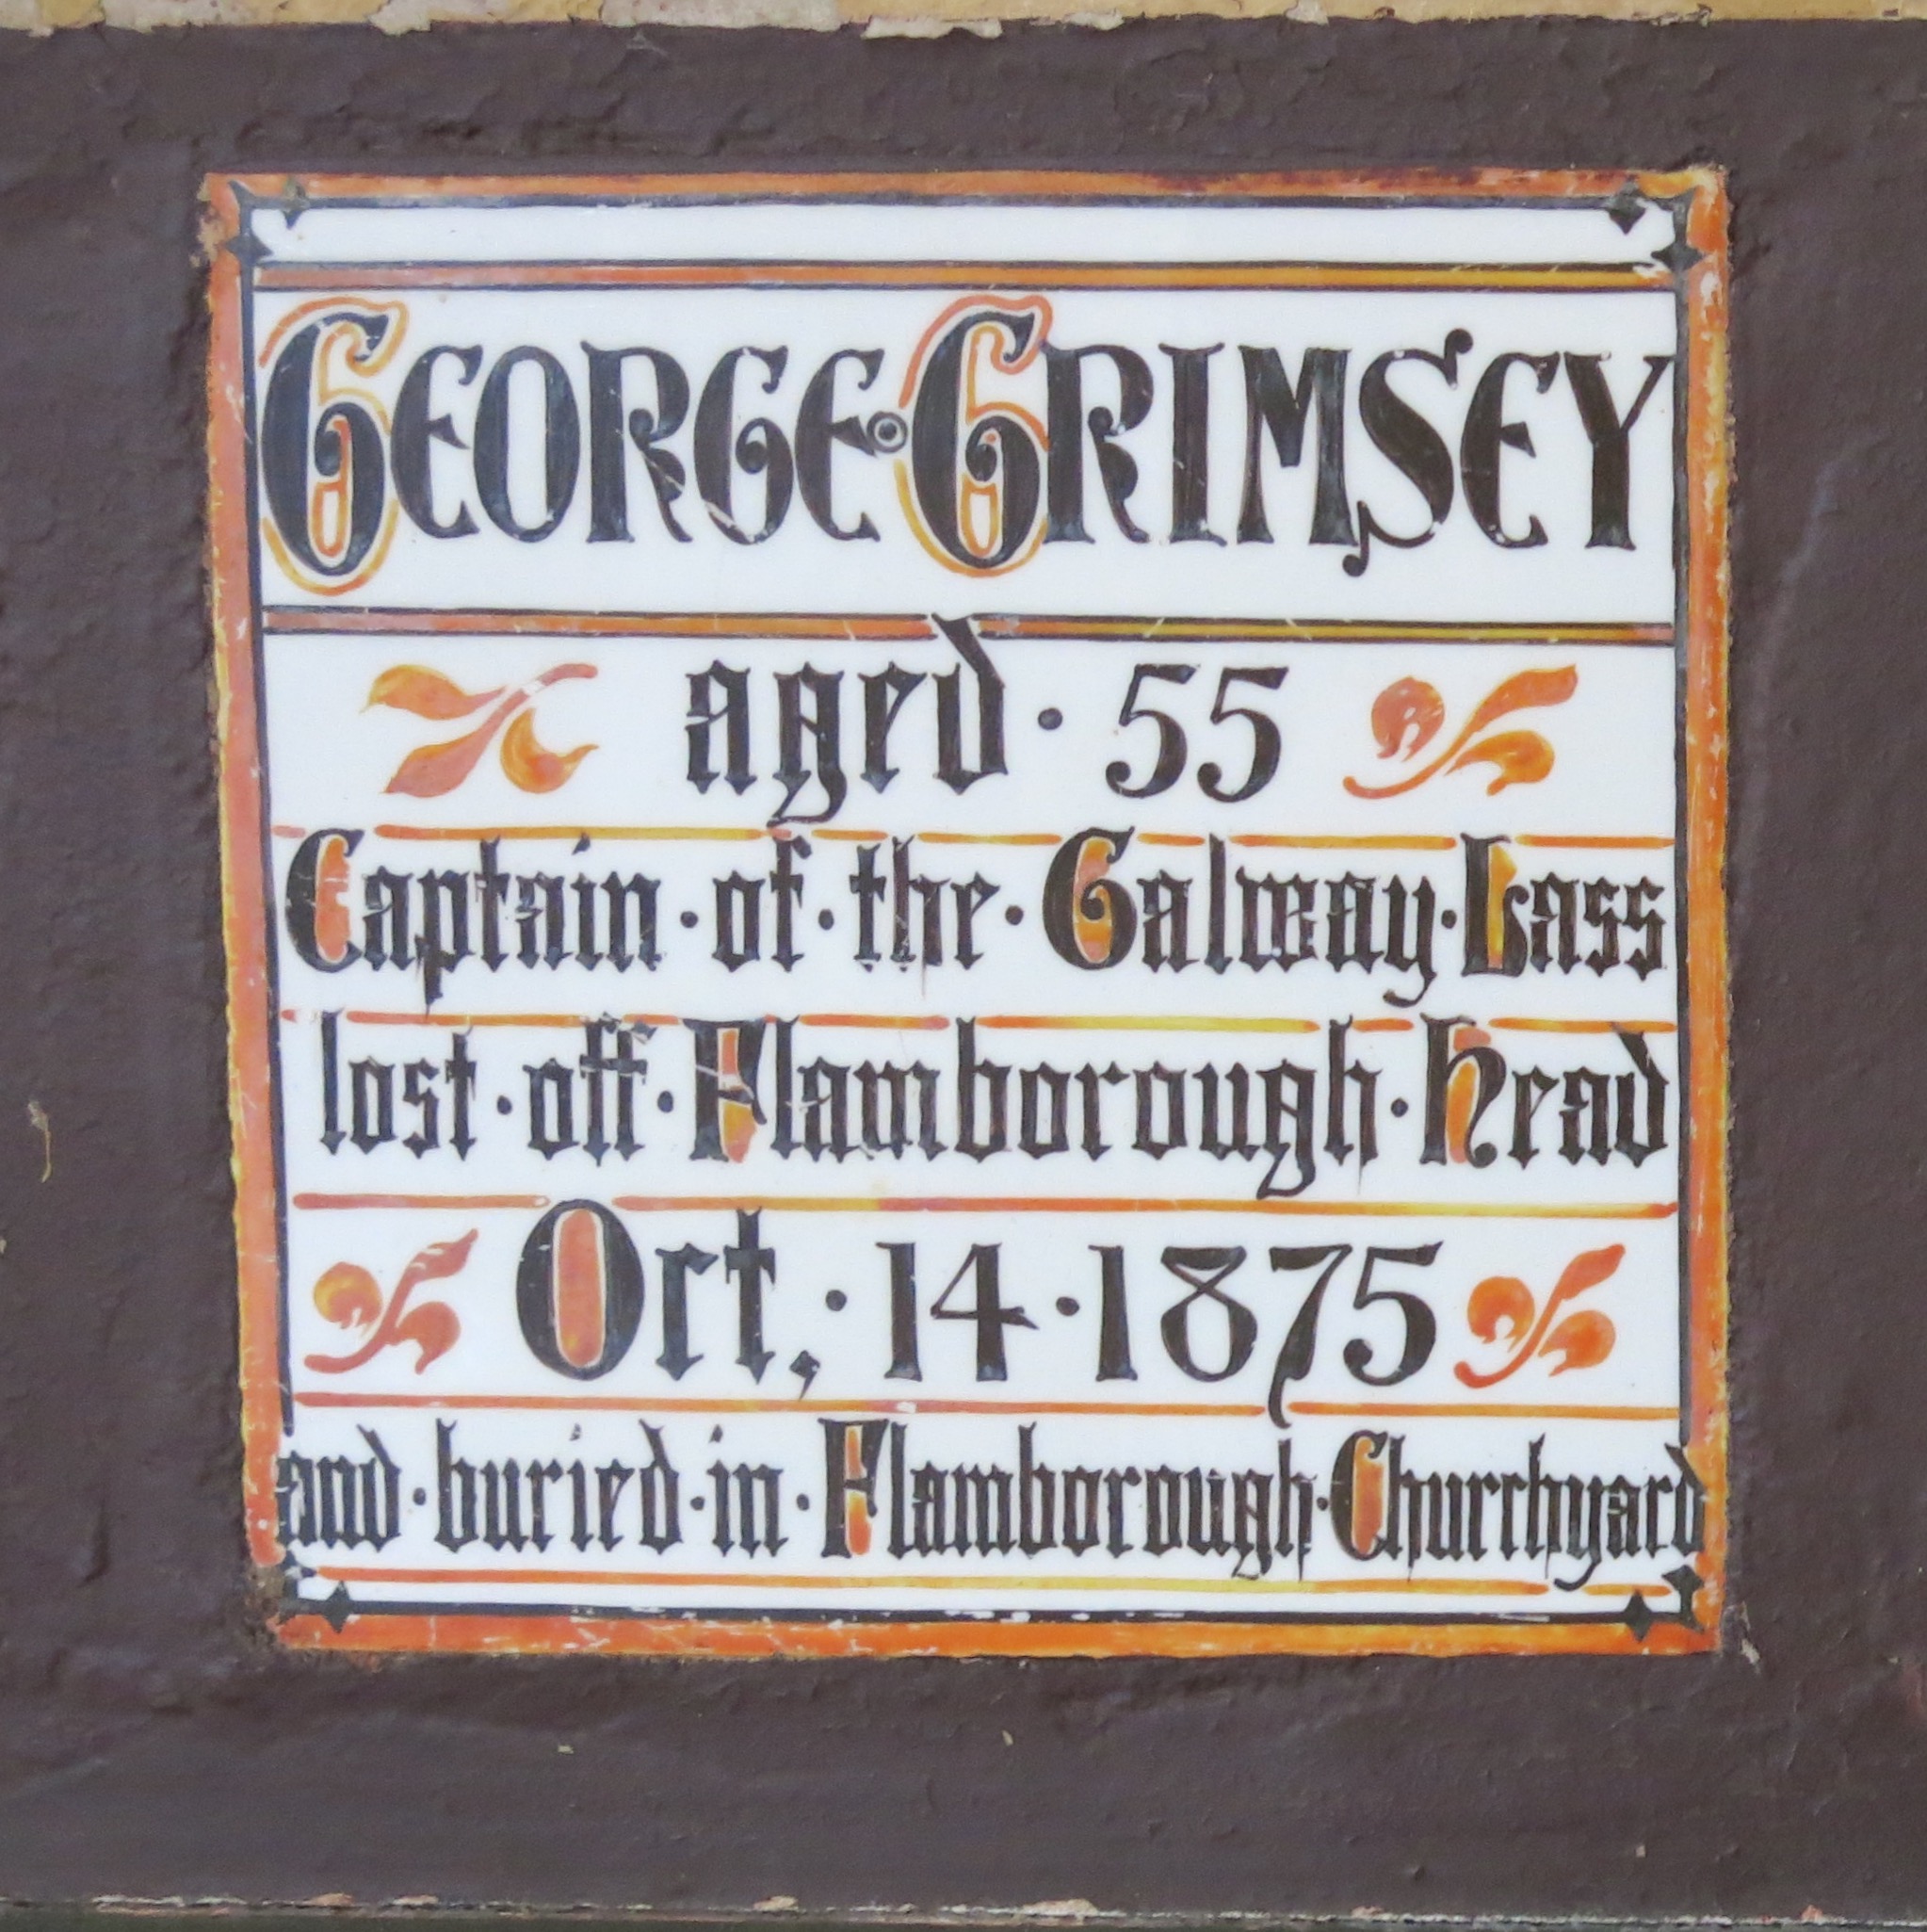 GEORGE·GRIMSEY
aged·55
Captain·of·the·Galway·Lass
lost·off·Flamborough·Head
Oct,·14·1875
and·buried·in·Flamborough·Churchyard